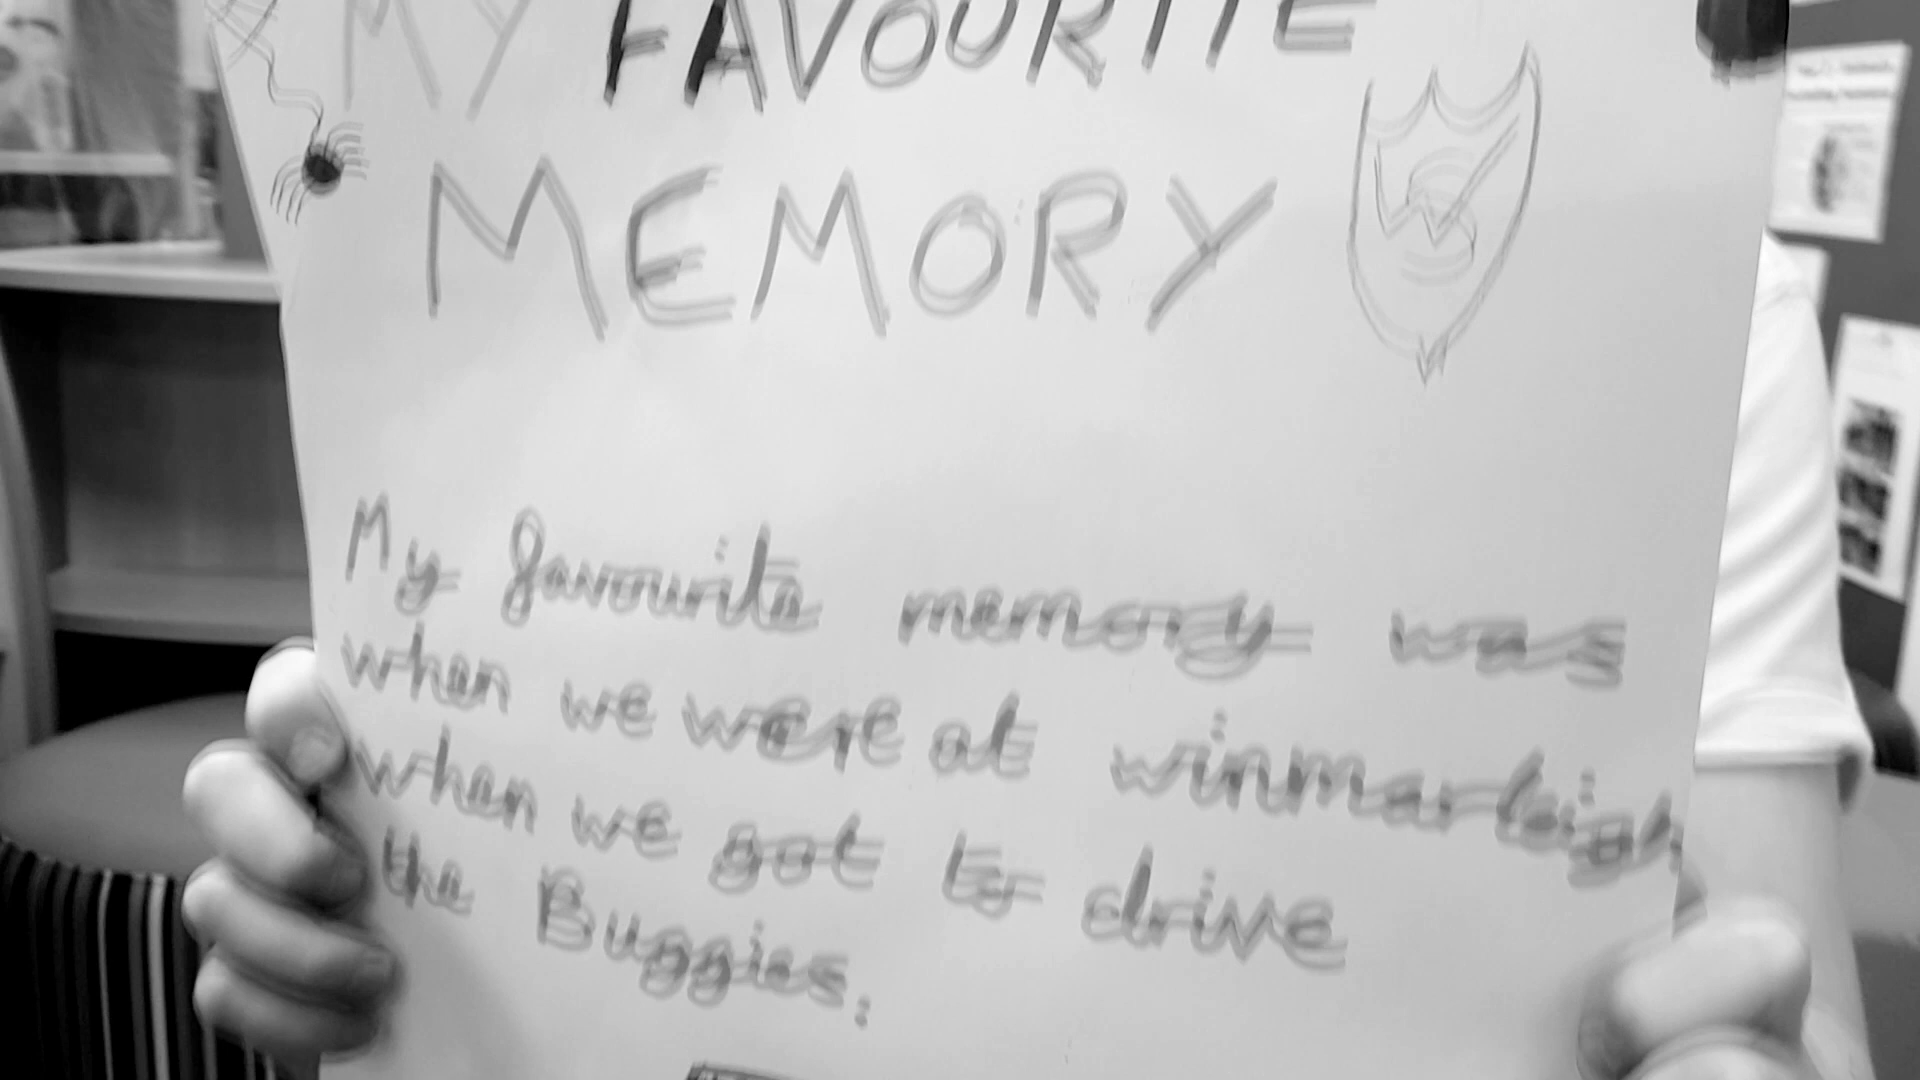 MY FAVOURITE
MEMORY
My favourite memory was
when we were at winmarleigh
when we got to drive
the Buggies.